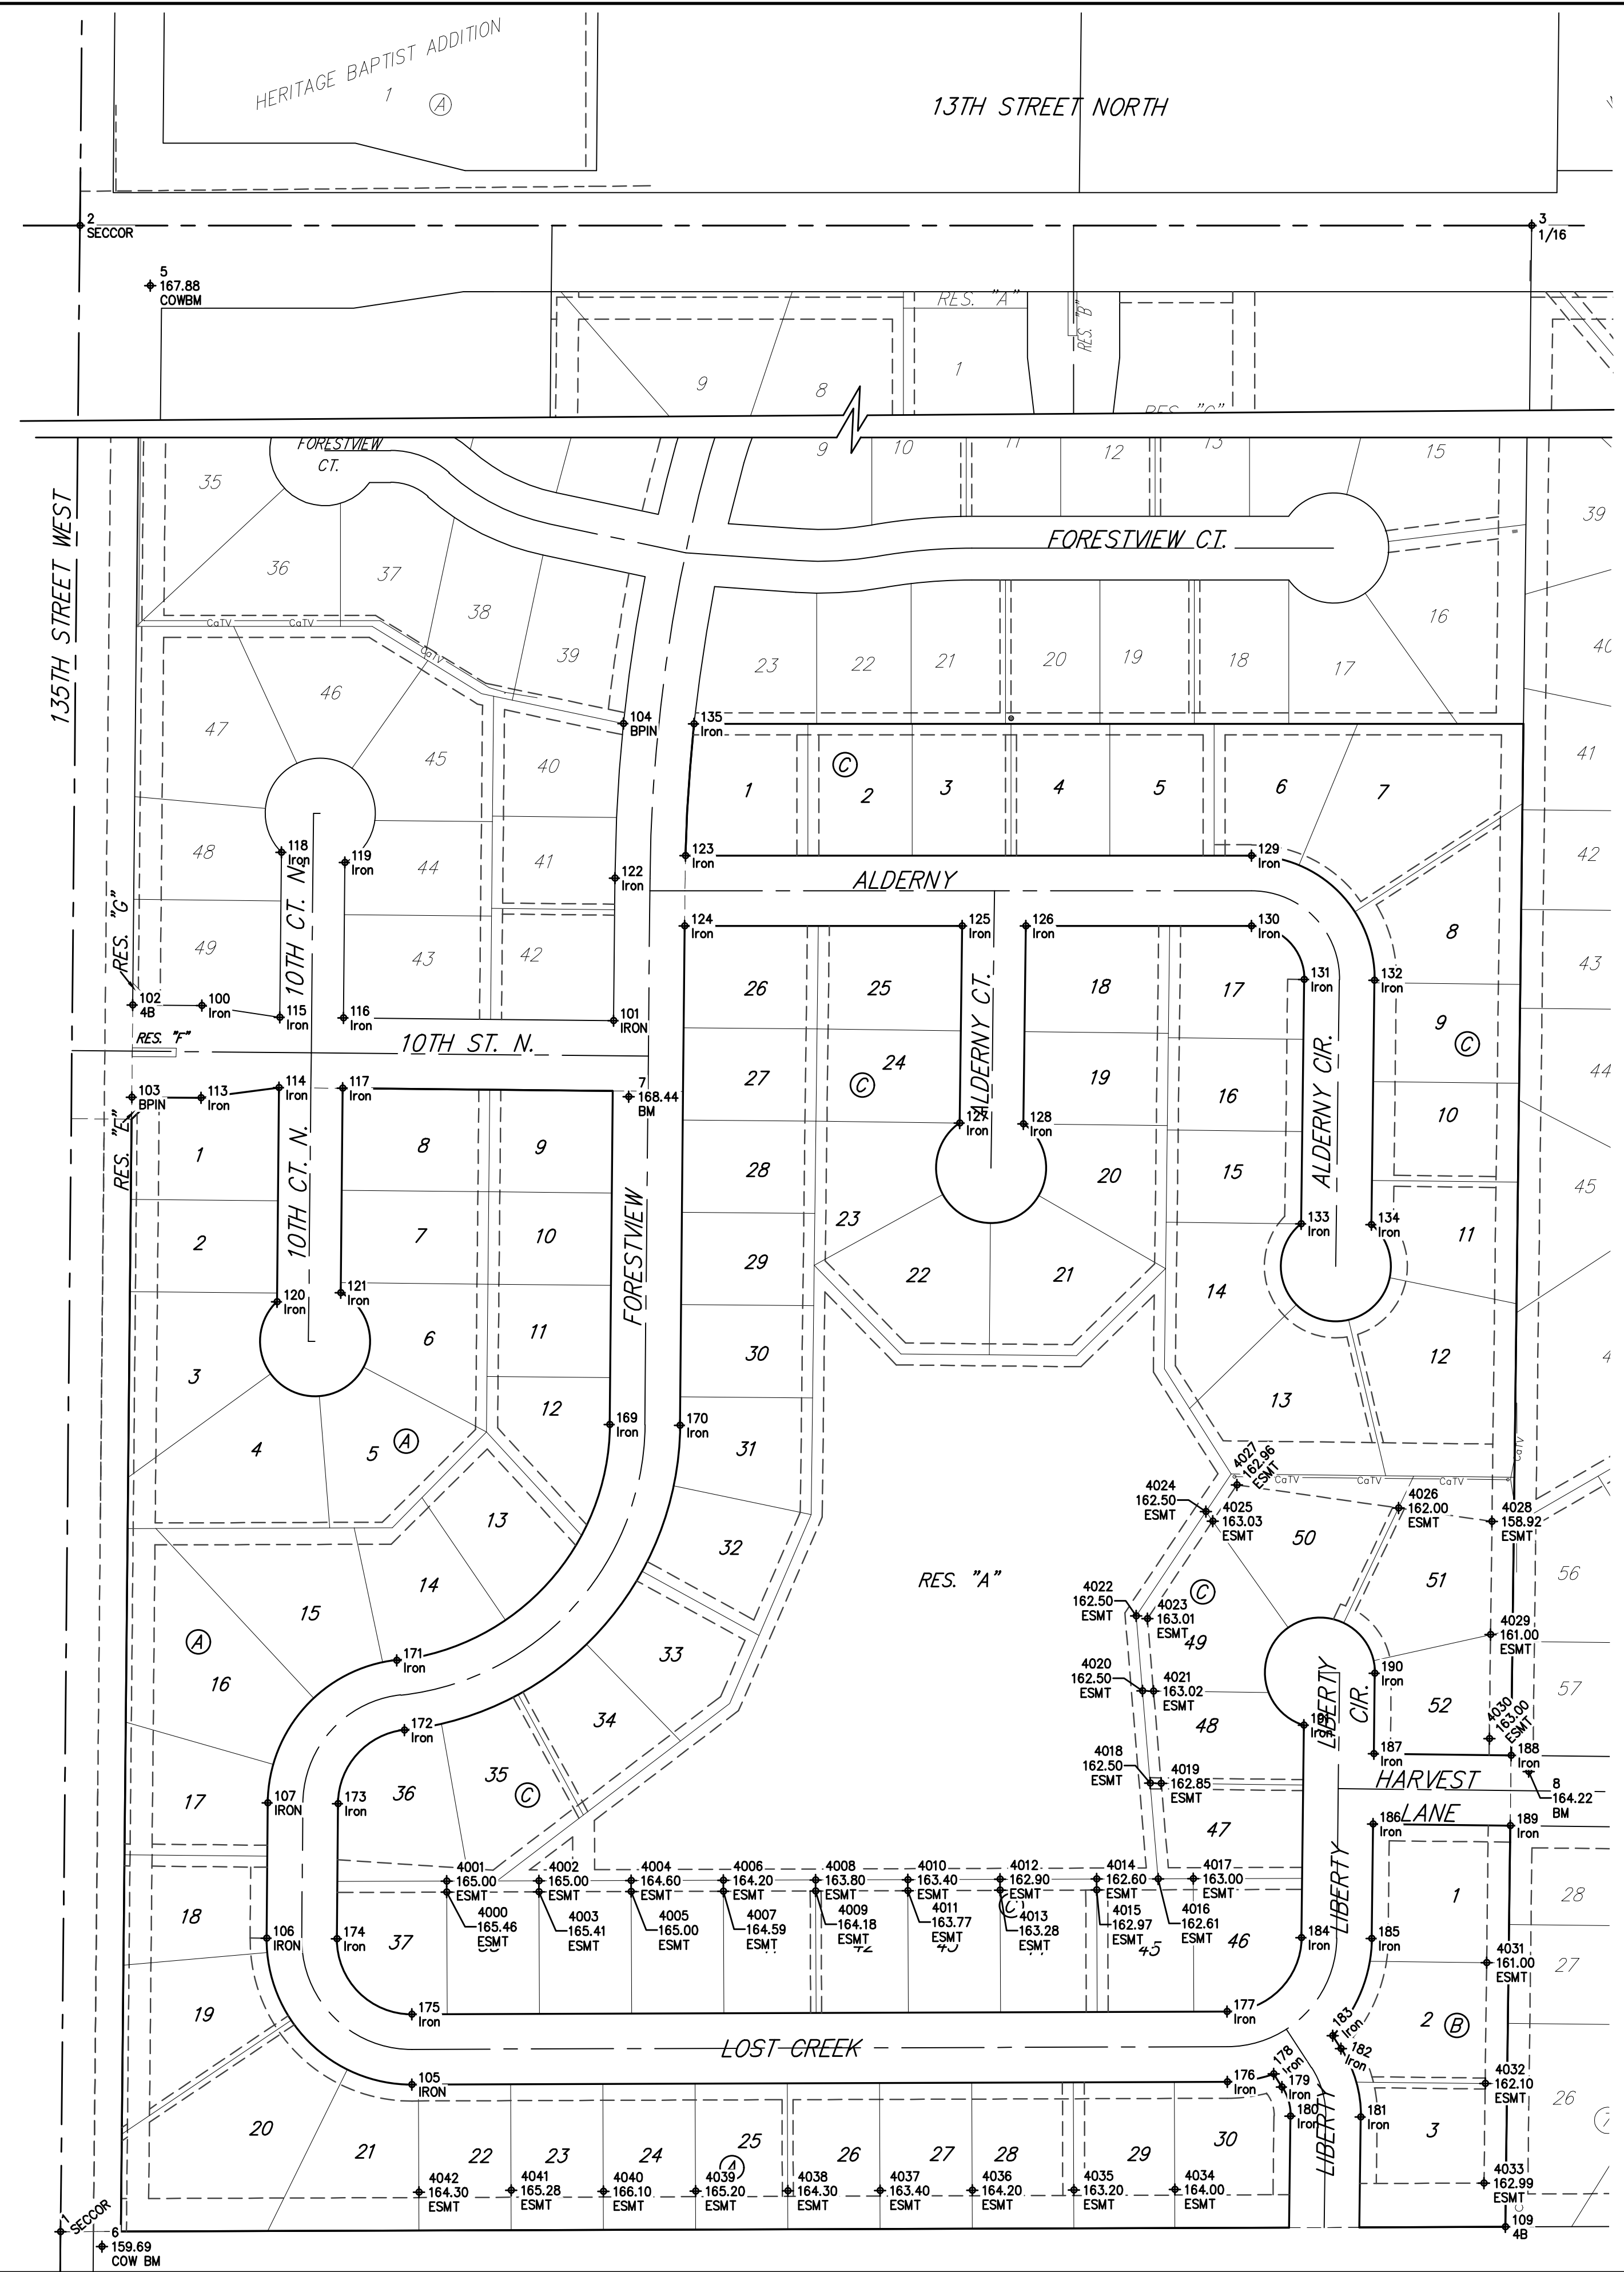 HERITAGE BAPTIST ADDITION
1 A
13TH STREET NORTH
2
SECCOR
3
1/16
5
167.88
COWBM
RES. "A"
RES. "B"
9
8
1
FORESTVIEW
CT.
35
9
10
11
12
13
15
39
135TH STREET WEST
FORESTVIEW CT.
36
37
38
39
CaTV
CaTV
CaTV
23
22
21
20
19
18
17
16
46
47
45
40
104
BPIN
135
Iron
C
1
2
3
4
5
6
7
41
48
118
Iron
119
Iron
44
41
122
Iron
123
Iron
129
Iron
42
ALDERNY
10TH CT. N.
RES. "G"
49
43
42
124
Iron
125
Iron
126
Iron
130
Iron
8
43
26
25
18
17
131
Iron
132
Iron
102
4B
100
Iron
115
Iron
116
Iron
101
IRON
9
C
RES. "F"
10TH ST. N.
24
ALDERNY CT.
ALDERNY CIR.
27
C
19
16
44
103
BPIN
113
Iron
114
Iron
117
Iron
7
168.44
BM
10
RES. "E"
127
Iron
128
Iron
1
10TH CT. N.
8
9
28
20
15
45
FORESTVIEW
2
7
10
23
133
Iron
134
Iron
11
29
22
21
14
120
Iron
121
Iron
3
6
11
30
12
4
5
A
12
169
Iron
170
Iron
31
13
CaTV
4027
162.96
ESMT
CaTV
CaTV
CaTV
4024
162.50
ESMT
4025
163.03
ESMT
4026
162.00
ESMT
4028
158.92
ESMT
13
32
50
14
15
RES. "A"
C
51
56
4022
162.50
ESMT
4023
163.01
ESMT
4029
161.00
ESMT
A
33
49
16
171
Iron
4020
162.50
ESMT
4021
163.02
ESMT
190
Iron
57
172
Iron
34
48
LIBERTY
CIR.
52
4030
163.00
ESMT
187
Iron
188
Iron
17
107
IRON
173
Iron
36
35
C
4018
162.50
ESMT
4019
162.85
ESMT
HARVEST
LANE
8
164.22
BM
47
186
Iron
189
Iron
4001
165.00
ESMT
4002
165.00
ESMT
4004
164.60
ESMT
4006
164.20
ESMT
4008
163.80
ESMT
4010
163.40
ESMT
4012
162.90
ESMT
4014
162.60
ESMT
4017
163.00
ESMT
4000
165.46
ESMT
4003
165.41
ESMT
4005
165.00
ESMT
4007
164.59
ESMT
4009
164.18
ESMT
4011
163.77
ESMT
4013
163.28
ESMT
4015
162.97
ESMT
4016
162.61
ESMT
C
1
28
18
106
IRON
174
Iron
37
45
46
184
Iron
LIBERTY
185
Iron
4031
161.00
ESMT
27
19
175
Iron
177
Iron
2
B
183
Iron
182
Iron
LOST CREEK
178
Iron
179
Iron
4032
162.10
ESMT
105
IRON
176
Iron
180
Iron
181
Iron
26
LIBERTY
3
20
21
22
23
24
25
A
26
27
28
29
30
4042
164.30
ESMT
4041
165.28
ESMT
4040
166.10
ESMT
4039
165.20
ESMT
4038
164.30
ESMT
4037
163.40
ESMT
4036
164.20
ESMT
4035
163.20
ESMT
4034
164.00
ESMT
4033
162.99
ESMT
1
SECCOR
6
159.69
COW BM
109
4B